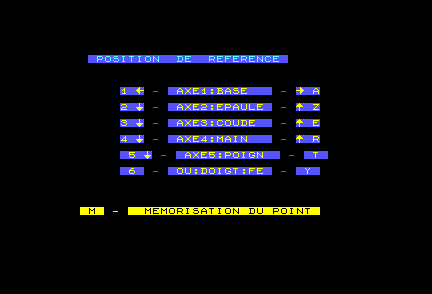 POSITION DE REFERENCE
1 ← - AXE1:BASE - → A
2 ↓ - AXE2:EPAULE - ↑ Z
3 ↓ - AXE3:COUDE - ↑ E
4 ↓ - AXE4:MAIN - ↑ R
5 ↓ - AXE5:POIGN - T
6 - OU:DOIGT:FE - Y
M - MEMORISATION DU POINT